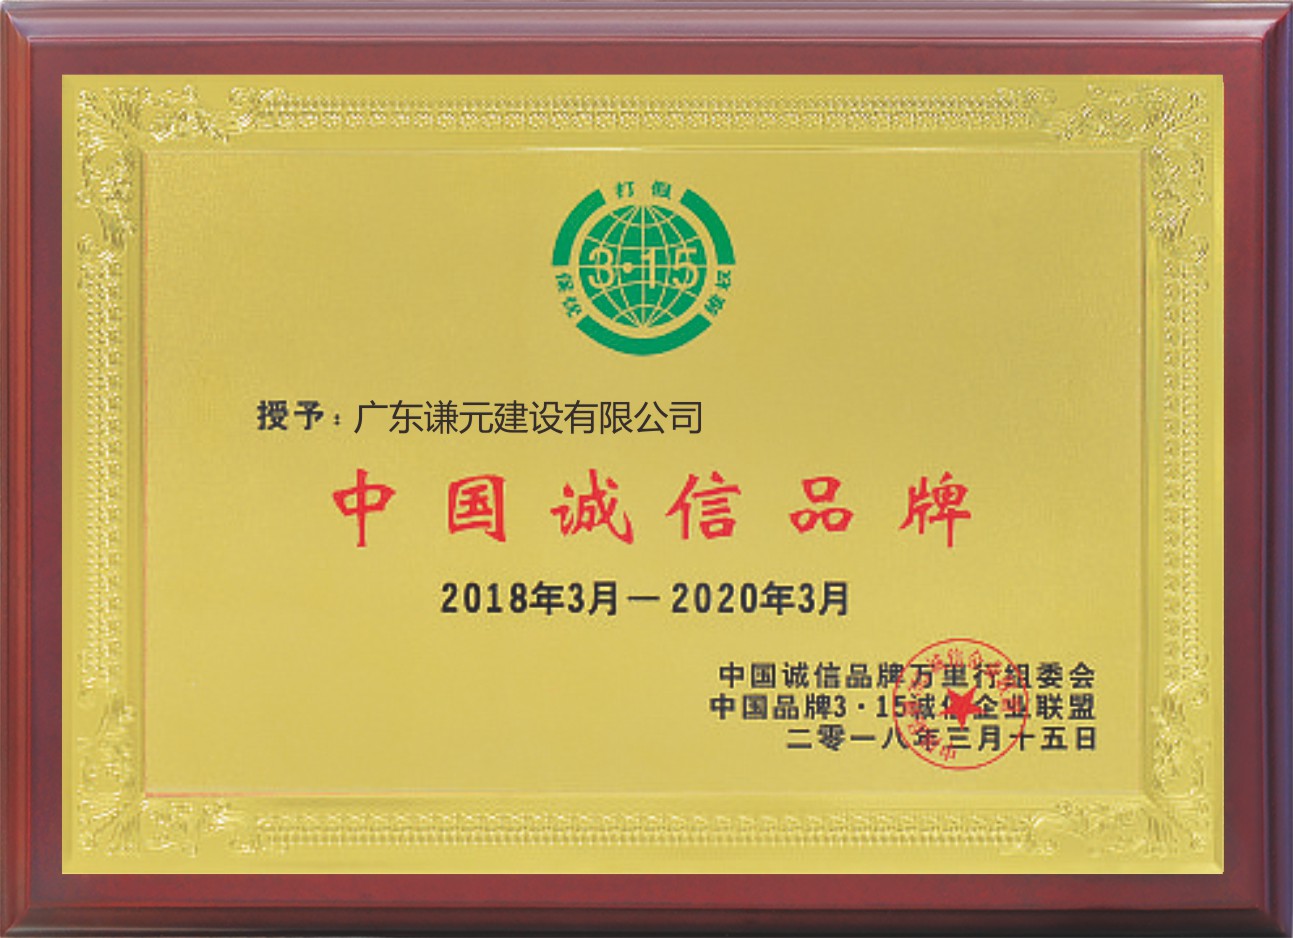 打假
3·15
保优
维权
授予：广东谦元建设有限公司
中国诚信品牌
2018年3月—2020年3月
中国诚信品牌万里行组委会
中国品牌3·15诚信企业联盟
二零一八年三月十五日